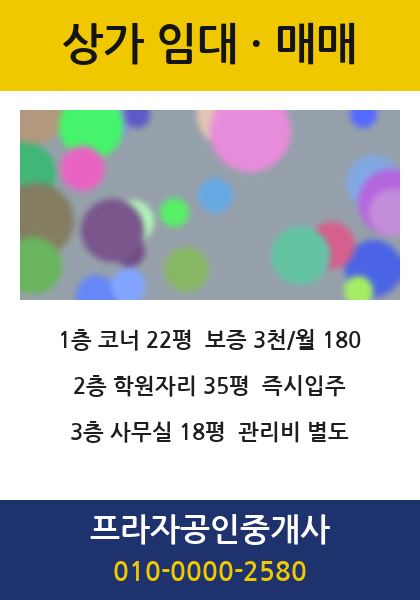 상가 임대 · 매매
1층 코너 22평 보증 3천/월 180
2층 학원자리 35평 즉시입주
3층 사무실 18평 관리비 별도
프라자공인중개사
010-0000-2580